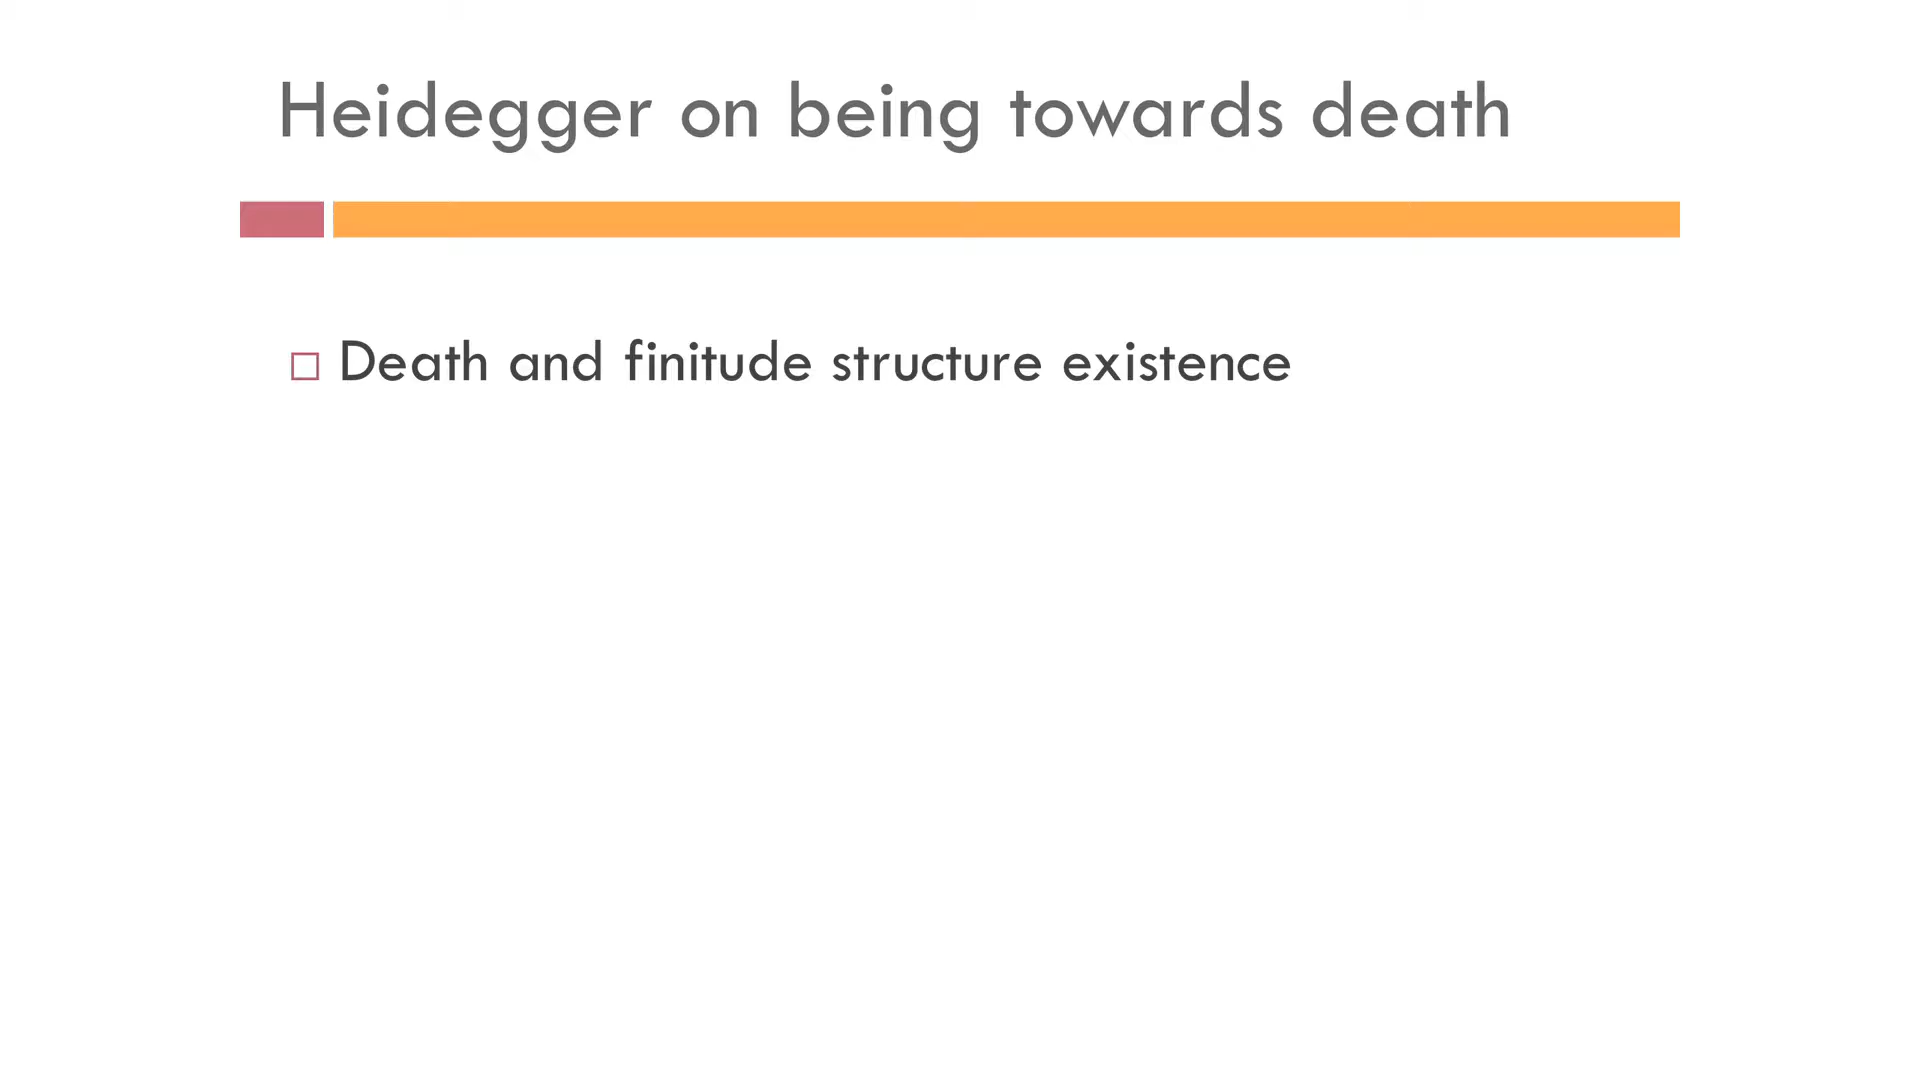 Heidegger on being towards death
Death and finitude structure existence